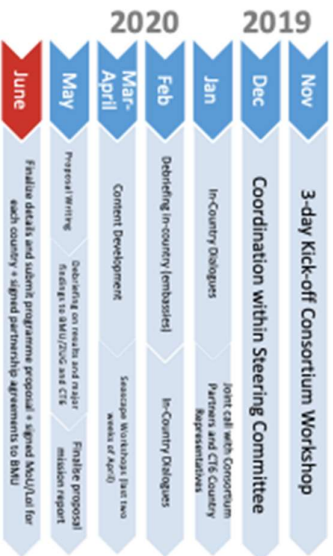 2019
Nov
3-day Kick-off Consortium Workshop
Dec
Coordination within Steering Committee
2020
Jan
In-Country Dialogues
Joint call with Consortium
Partners and CT6 Country
Representatives
Feb
Debriefing in-country (embassies)
In-Country Dialogues
Mar-
April
Content Development
Seascape Workshops (last two
weeks of April)
May
Proposal Writing
Debriefing on results and major
findings to BMU/ZUG and CT6
Finalise proposal
mission report
June
Finalize details and submit programme proposal + signed MoU/LoI for
each country + signed partnership agreements to BMU